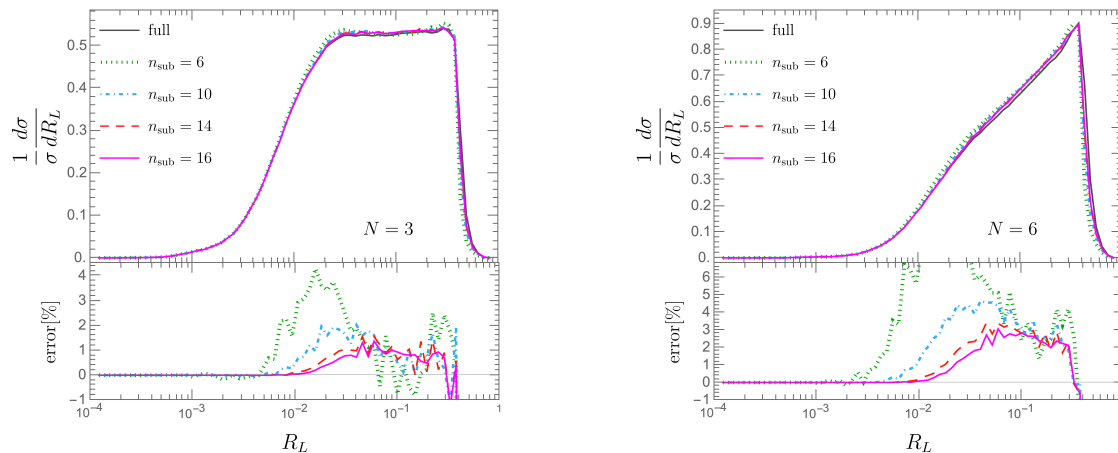 full
n_sub = 6
n_sub = 10
n_sub = 14
n_sub = 16
N = 3
1/σ dσ/dR_L
0.5
0.4
0.3
0.2
0.1
0.
error[%]
4
3
2
1
0
−1
10^−4
10^−3
10^−2
10^−1
1
R_L
full
n_sub = 6
n_sub = 10
n_sub = 14
n_sub = 16
N = 6
1/σ dσ/dR_L
0.9
0.8
0.7
0.6
0.5
0.4
0.3
0.2
0.1
0.
error[%]
6
5
4
3
2
1
0
−1
10^−4
10^−3
10^−2
10^−1
R_L